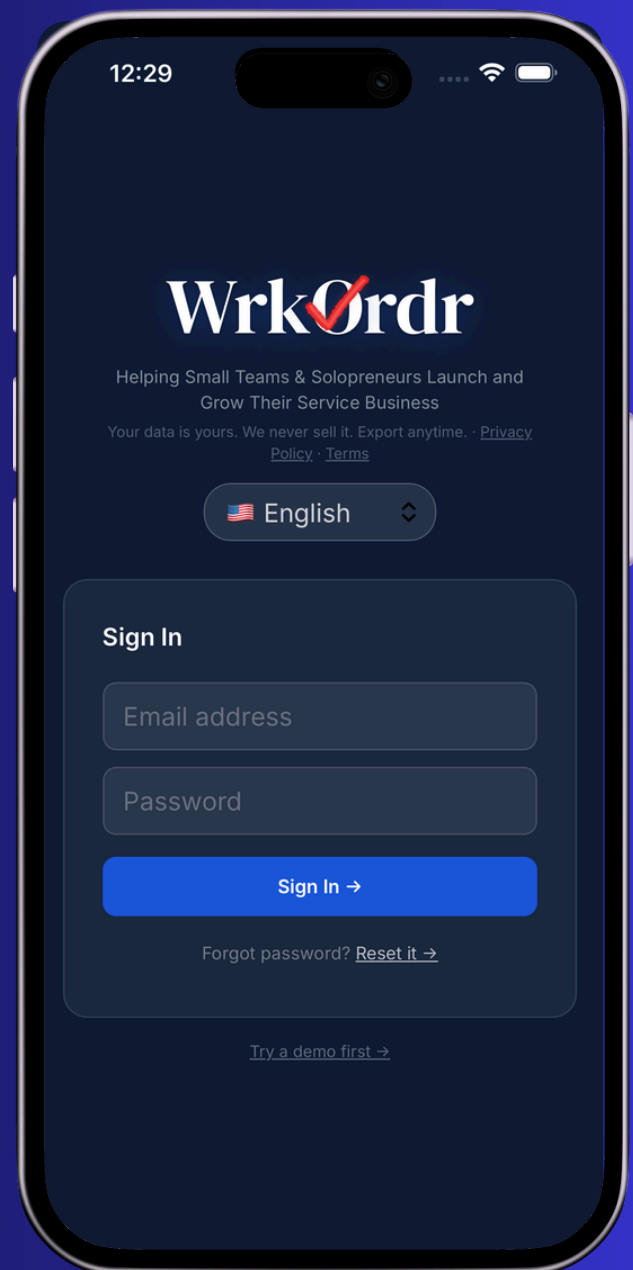 12:29
WrkOrdr
Helping Small Teams & Solopreneurs Launch and
Grow Their Service Business
Your data is yours. We never sell it. Export anytime. · Privacy
Policy · Terms
🇺🇸 English
Sign In
Email address
Password
Sign In →
Forgot password? Reset it →
Try a demo first →